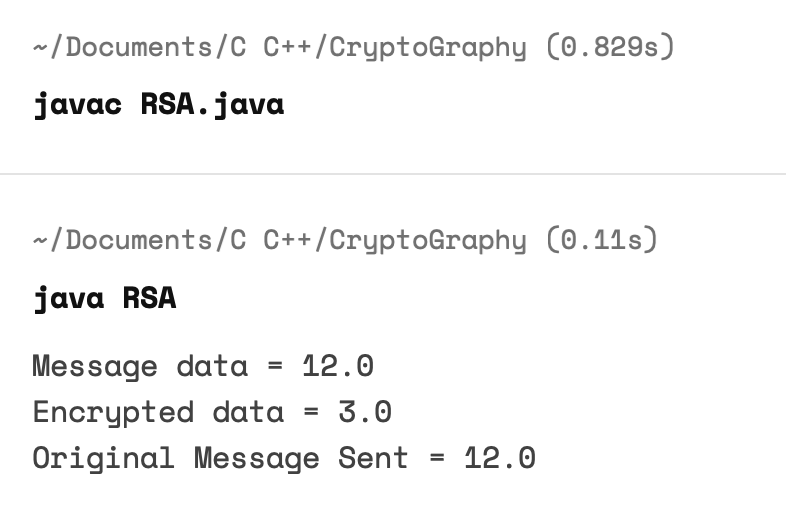 ~/Documents/C C++/CryptoGraphy (0.829s)
javac RSA.java
~/Documents/C C++/CryptoGraphy (0.11s)
java RSA
Message data = 12.0
Encrypted data = 3.0
Original Message Sent = 12.0